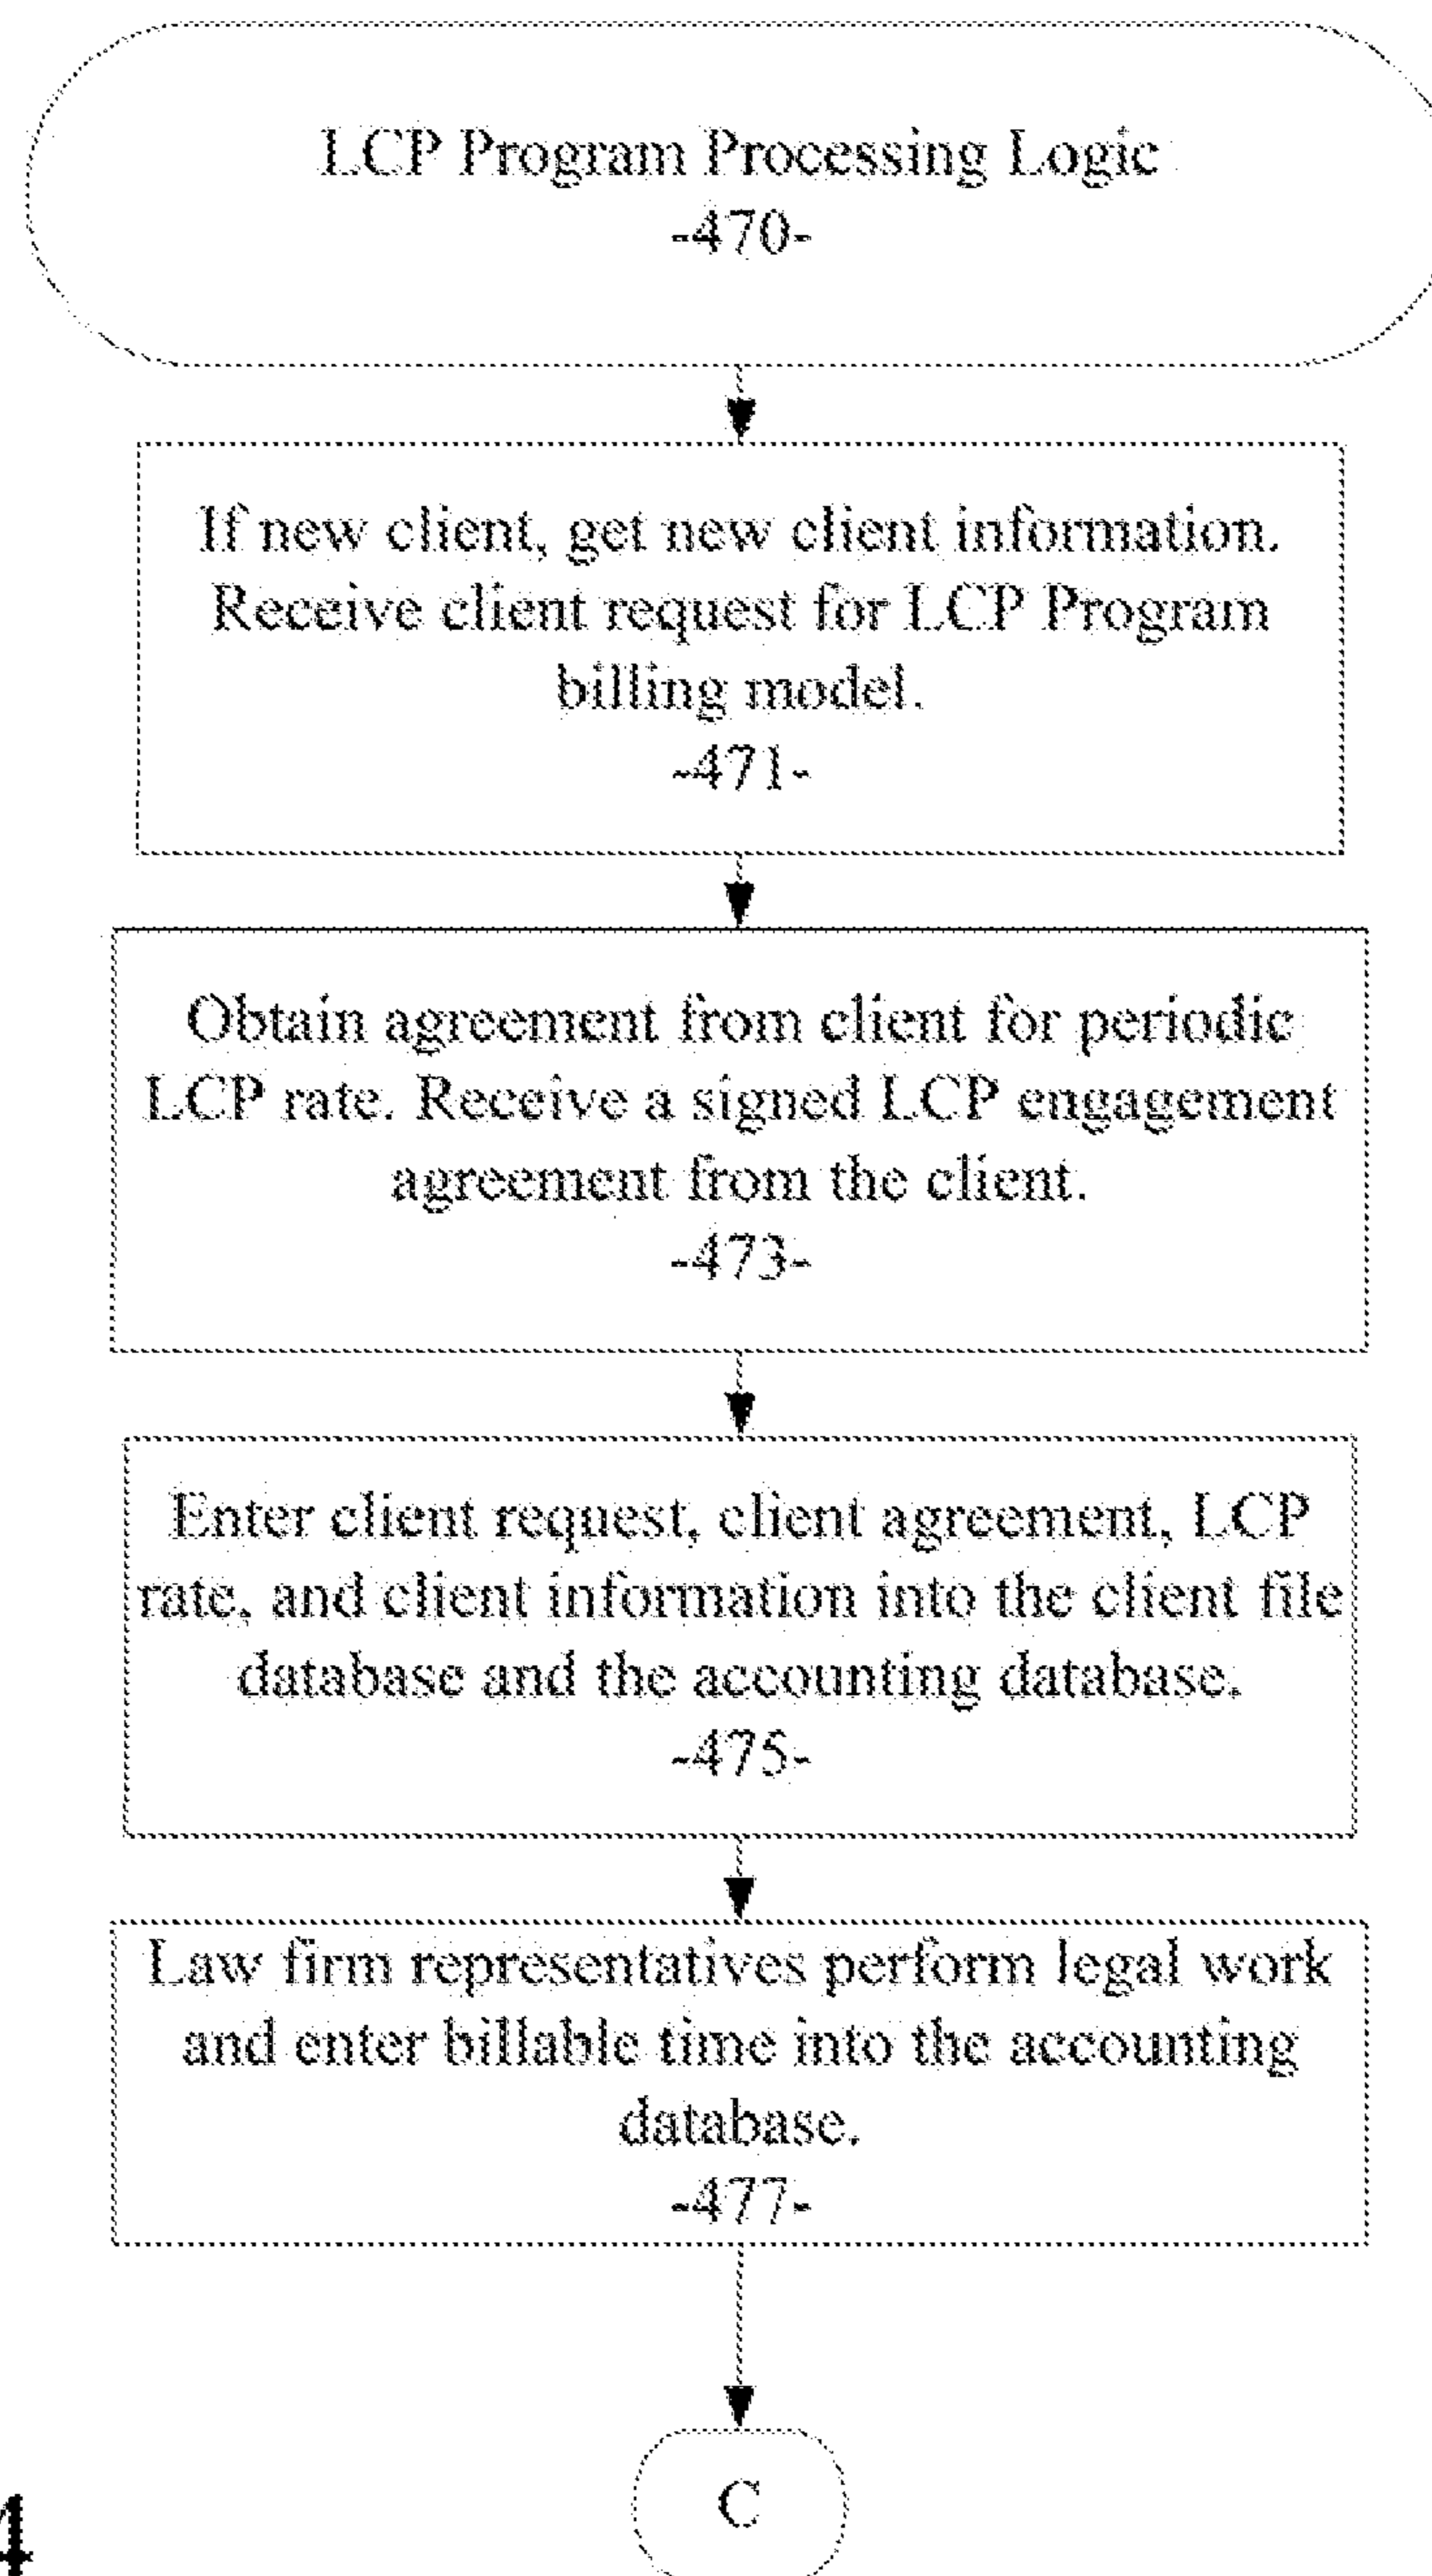 LCP Program Processing Logic
-470-
If new client, get new client information.
Receive client request for LCP Program
billing model.
-471-
Obtain agreement from client for periodic
LCP rate. Receive a signed LCP engagement
agreement from the client.
-473-
Enter client request, client agreement, LCP
rate, and client information into the client file
database and the accounting database.
-475-
Law firm representatives perform legal work
and enter billable time into the accounting
database.
-477-
C
4